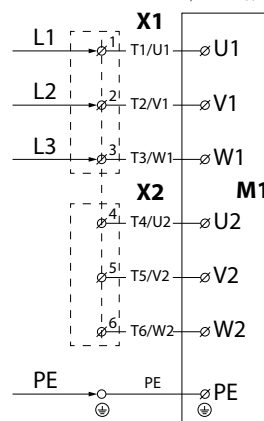 X1
L1 1 T1/U1 U1
L2 2 T2/V1 V1
L3 3 T3/W1 W1
X2 M1
4 T4/U2 U2
5 T5/V2 V2
6 T6/W2 W2
PE PE PE